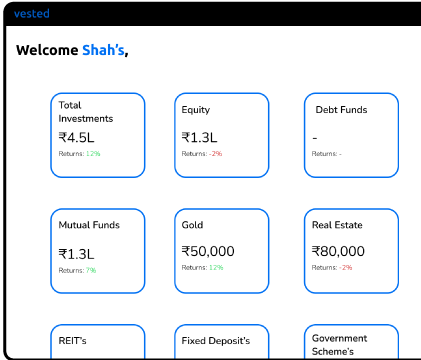 vested
Welcome Shah's,
Total
Investments
₹4.5L
Returns: 12%
Equity
₹1.3L
Returns: -2%
Debt Funds
-
Returns: -
Mutual Funds
₹1.3L
Returns: 7%
Gold
₹50,000
Returns: 12%
Real Estate
₹80,000
Returns: -2%
REIT's
Fixed Deposit's
Government
Scheme's